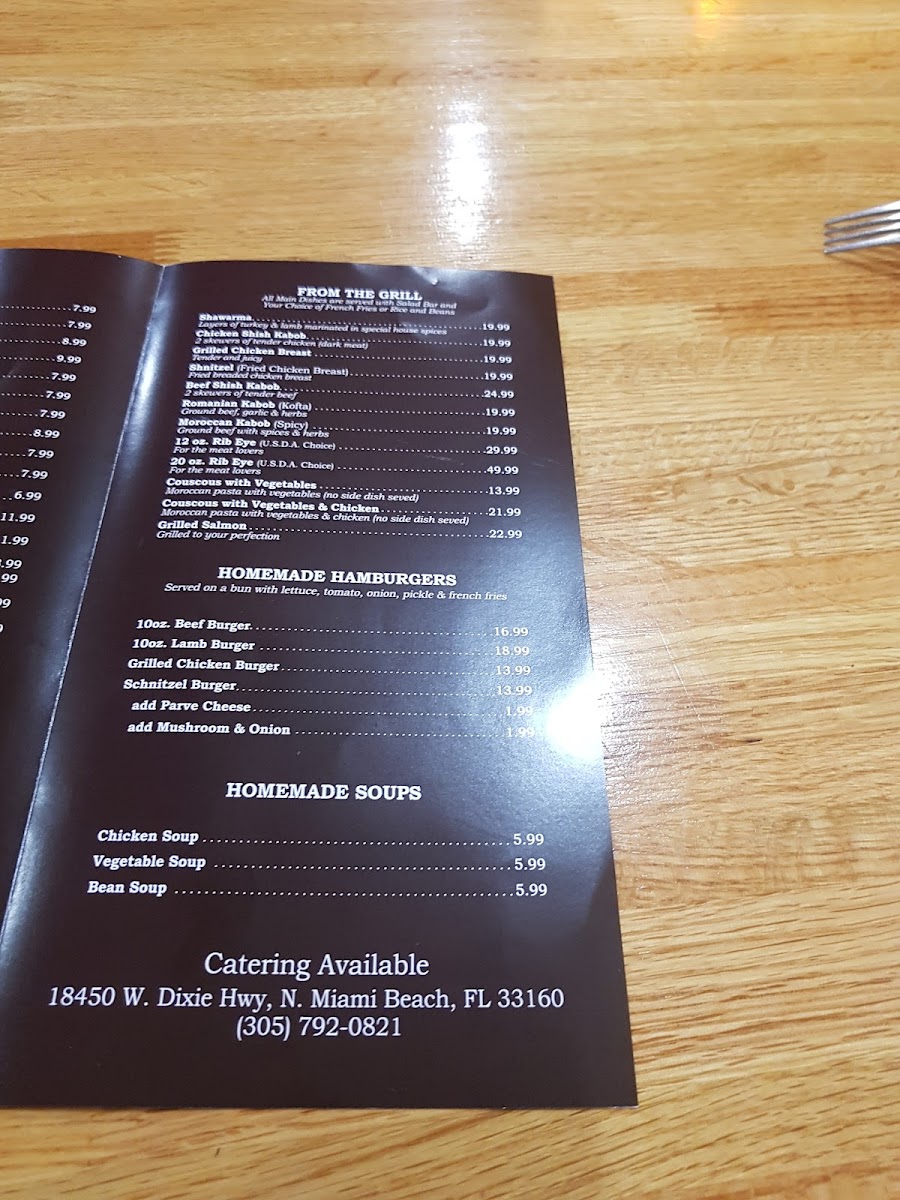 7.99
7.99
8.99
9.99
7.99
7.99
7.99
8.99
7.99
7.99
6.99
11.99
1.99
.99
.99
99
9
FROM THE GRILL
All Main Dishes are served with Salad Bar and
Your Choice of French Fries or Rice and Beans
Shawarma 19.99
Layers of turkey & lamb marinated in special house spices
Chicken Shish Kabob 19.99
2 skewers of tender chicken (dark meat)
Grilled Chicken Breast 19.99
Tender and juicy
Shnitzel (Fried Chicken Breast) 19.99
Fried breaded chicken breast
Beef Shish Kabob 24.99
2 skewers of tender beef
Romanian Kabob (Kofta) 19.99
Ground beef, garlic & herbs
Moroccan Kabob (Spicy) 19.99
Ground beef with spices & herbs
12 oz. Rib Eye (U.S.D.A. Choice) 29.99
For the meat lovers
20 oz. Rib Eye (U.S.D.A. Choice) 49.99
For the meat lovers
Couscous with Vegetables 13.99
Moroccan pasta with vegetables (no side dish seved)
Couscous with Vegetables & Chicken 21.99
Moroccan pasta with vegetables & chicken (no side dish seved)
Grilled Salmon 22.99
Grilled to your perfection
HOMEMADE HAMBURGERS
Served on a bun with lettuce, tomato, onion, pickle & french fries
10oz. Beef Burger 16.99
10oz. Lamb Burger 18.99
Grilled Chicken Burger 13.99
Schnitzel Burger 13.99
add Parve Cheese 1.99
add Mushroom & Onion 1.99
HOMEMADE SOUPS
Chicken Soup 5.99
Vegetable Soup 5.99
Bean Soup 5.99
Catering Available
18450 W. Dixie Hwy, N. Miami Beach, FL 33160
(305) 792-0821